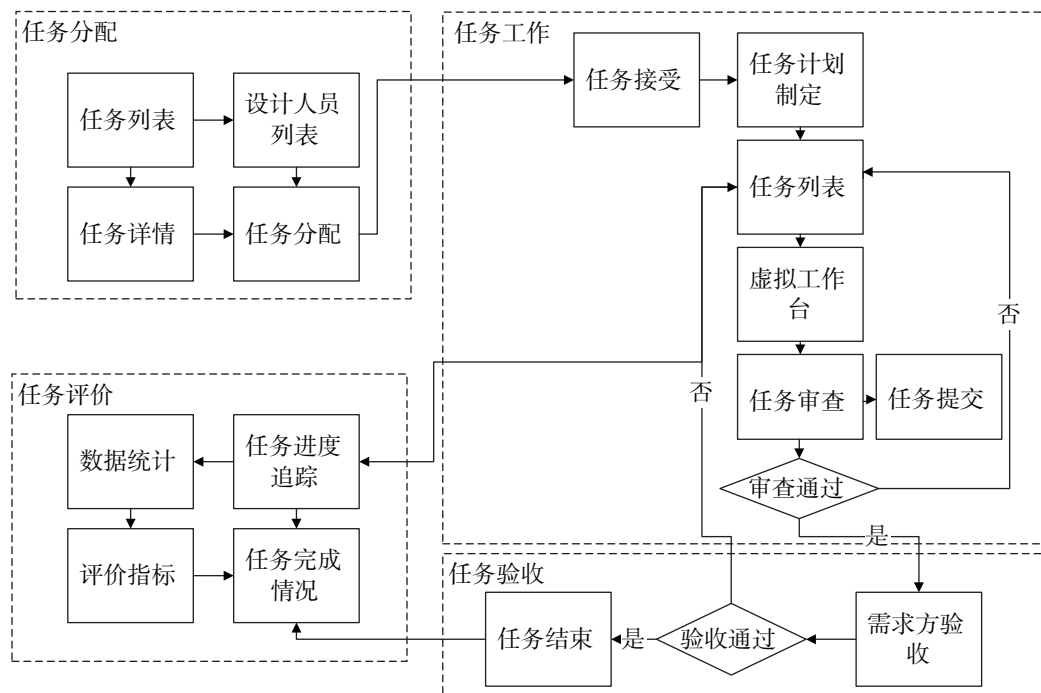 任务分配
任务列表
设计人员
列表
任务详情
任务分配
任务工作
任务接受
任务计划
制定
任务列表
虚拟工作
台
否
任务审查
任务提交
否
审查通过
是
任务评价
数据统计
任务进度
追踪
评价指标
任务完成
情况
任务验收
任务结束
是
验收通过
需求方验
收